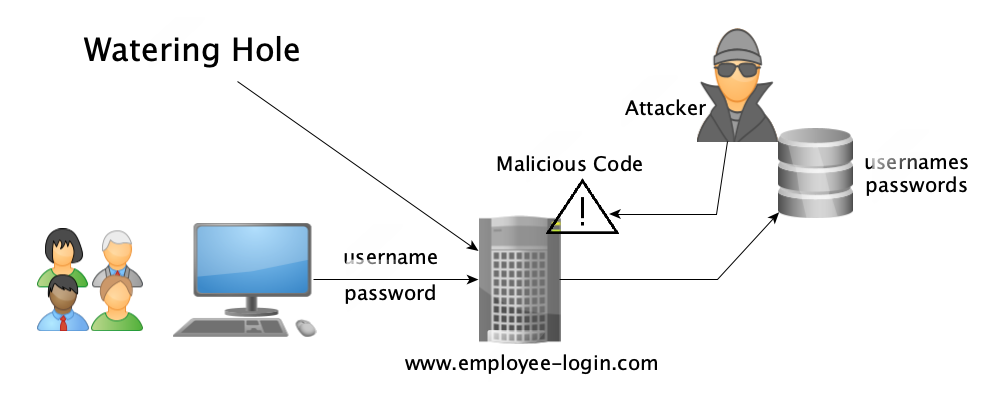 Watering Hole
Attacker
Malicious Code
usernames
passwords
username
password
www.employee-login.com